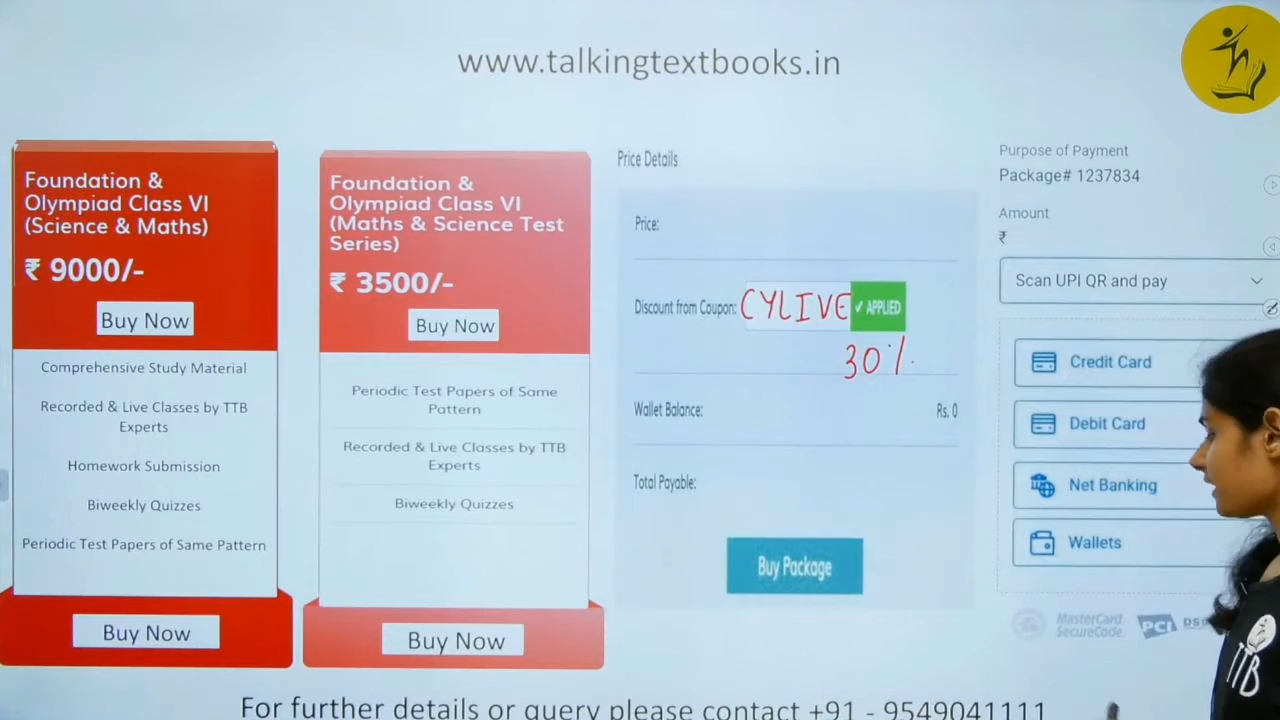 www.talkingtextbooks.in
Foundation &
Olympiad Class VI
(Science & Maths)
₹ 9000/-
Buy Now
Comprehensive Study Material
Recorded & Live Classes by TTB
Experts
Homework Submission
Biweekly Quizzes
Periodic Test Papers of Same Pattern
Buy Now
Foundation &
Olympiad Class VI
(Maths & Science Test
Series)
₹ 3500/-
Buy Now
Periodic Test Papers of Same
Pattern
Recorded & Live Classes by TTB
Experts
Biweekly Quizzes
Buy Now
Price Details
Price:
Discount from Coupon: CYLIVE ✓ APPLIED
30%
Wallet Balance: Rs. 0
Total Payable:
Buy Package
Purpose of Payment
Package# 1237834
Amount
₹
Scan UPI QR and pay
Credit Card
Debit Card
Net Banking
Wallets
MasterCard
SecureCode.
PCI DS
TTB
For further details or query please contact +91 - 9549041111